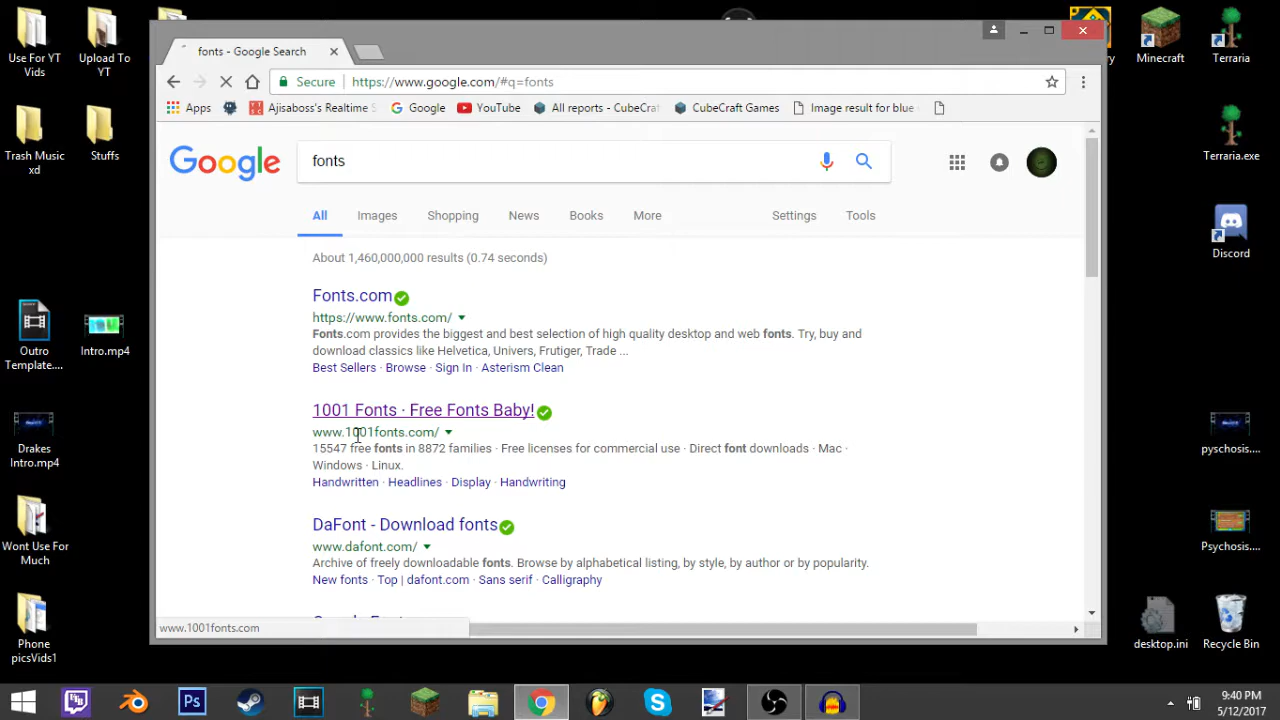 Use For YT
Vids
Upload To
YT
Trash Music
xd
Stuffs
Outro
Template....
Intro.mp4
Drakes
Intro.mp4
Wont Use For
Much
Phone
picsVids1
fonts - Google Search
Secure
https://www.google.com/#q=fonts
Apps
Ajisaboss's Realtime
Google
YouTube
All reports - CubeCra
CubeCraft Games
Image result for blue
Google
fonts
All
Images
Shopping
News
Books
More
Settings
Tools
About 1,460,000,000 results (0.74 seconds)
Fonts.com
https://www.fonts.com/
Fonts.com provides the biggest and best selection of high quality desktop and web fonts. Try, buy and
download classics like Helvetica, Univers, Frutiger, Trade ...
Best Sellers · Browse · Sign In · Asterism Clean
1001 Fonts · Free Fonts Baby!
www.1001fonts.com/
15547 free fonts in 8872 families · Free licenses for commercial use · Direct font downloads · Mac ·
Windows · Linux.
Handwritten · Headlines · Display · Handwriting
DaFont - Download fonts
www.dafont.com/
Archive of freely downloadable fonts. Browse by alphabetical listing, by style, by author or by popularity.
New fonts · Top | dafont.com · Sans serif · Calligraphy
www.1001fonts.com
Minecraft
Terraria
Terraria.exe
Discord
pyschosis....
Psychosis....
desktop.ini
Recycle Bin
Ps
9:40 PM
5/12/2017